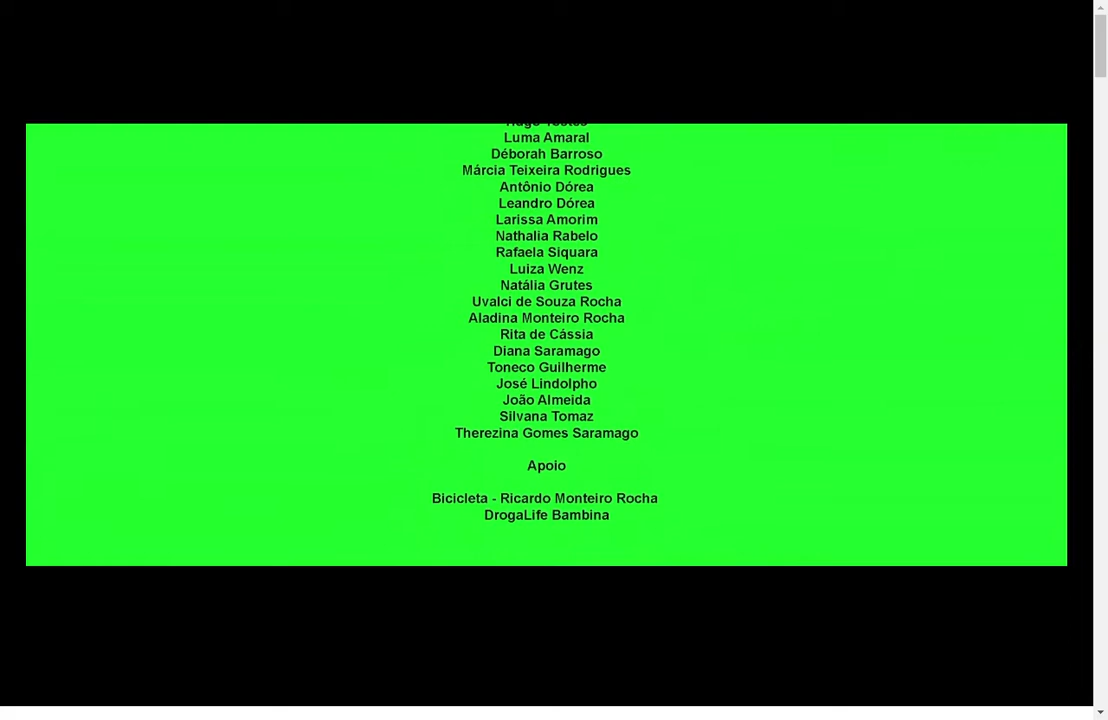 Luma Amaral
Déborah Barroso
Márcia Teixeira Rodrigues
Antônio Dórea
Leandro Dórea
Larissa Amorim
Nathalia Rabelo
Rafaela Siquara
Luiza Wenz
Natália Grutes
Uvalci de Souza Rocha
Aladina Monteiro Rocha
Rita de Cássia
Diana Saramago
Toneco Guilherme
José Lindolpho
João Almeida
Silvana Tomaz
Therezina Gomes Saramago
Apoio
Bicicleta - Ricardo Monteiro Rocha
DrogaLife Bambina